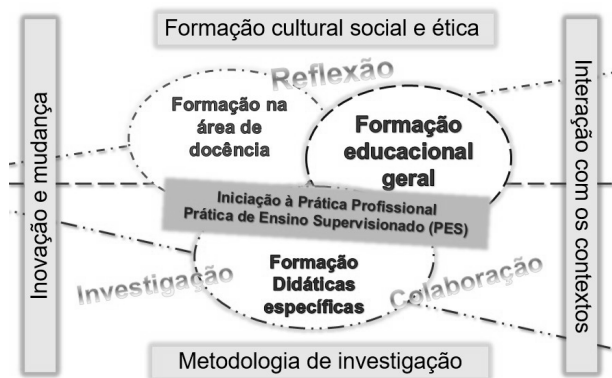 Formação cultural social e ética
Reflexão
Formação na
área de
docência
Formação
educacional
geral
Inovação e mudança
Interação com os contextos
Iniciação à Prática Profissional
Prática de Ensino Supervisionado (PES)
Investigação
Formação
Didáticas
específicas
Colaboração
Metodologia de investigação